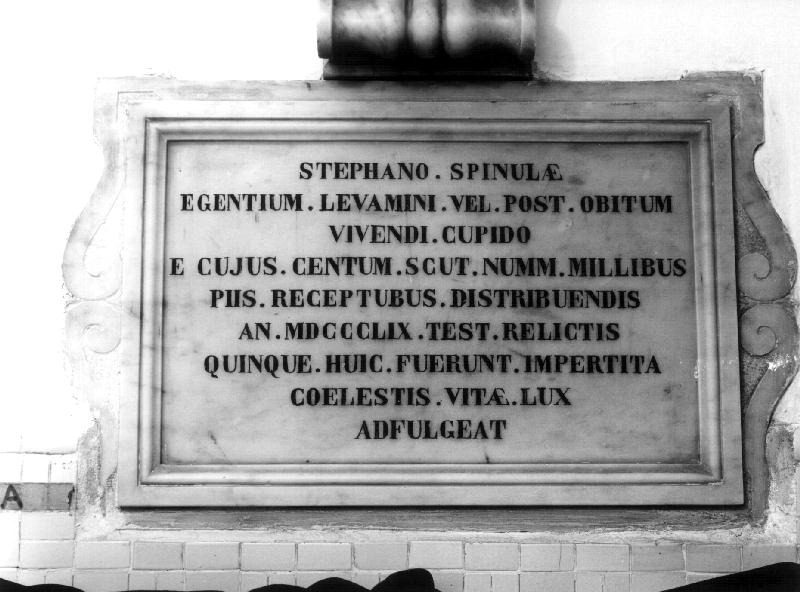 STEPHANO . SPINULÆ
EGENTIUM . LEVAMINI . VEL . POST . OBITUM
VIVENDI . CUPIDO
E CUJUS . CENTUM . SCUT . NUMM . MILLIBUS
PIIS . RECEPTUBUS . DISTRIBUENDIS
AN . MDCCCLIX . TEST . RELICTIS
QUINQUE . HUIC . FUERUNT . IMPERTITA
COELESTIS . VITÆ . LUX
ADFULGEAT
A